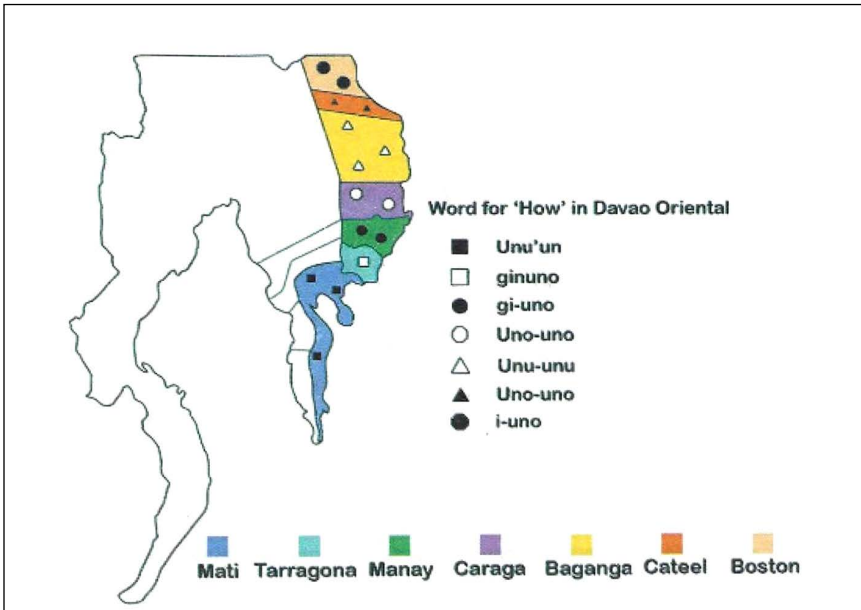 Word for 'How' in Davao Oriental
Unu'un
ginuno
gi-uno
Uno-uno
Unu-unu
Uno-uno
i-uno
Mati Tarragona Manay Caraga Baganga Cateel Boston